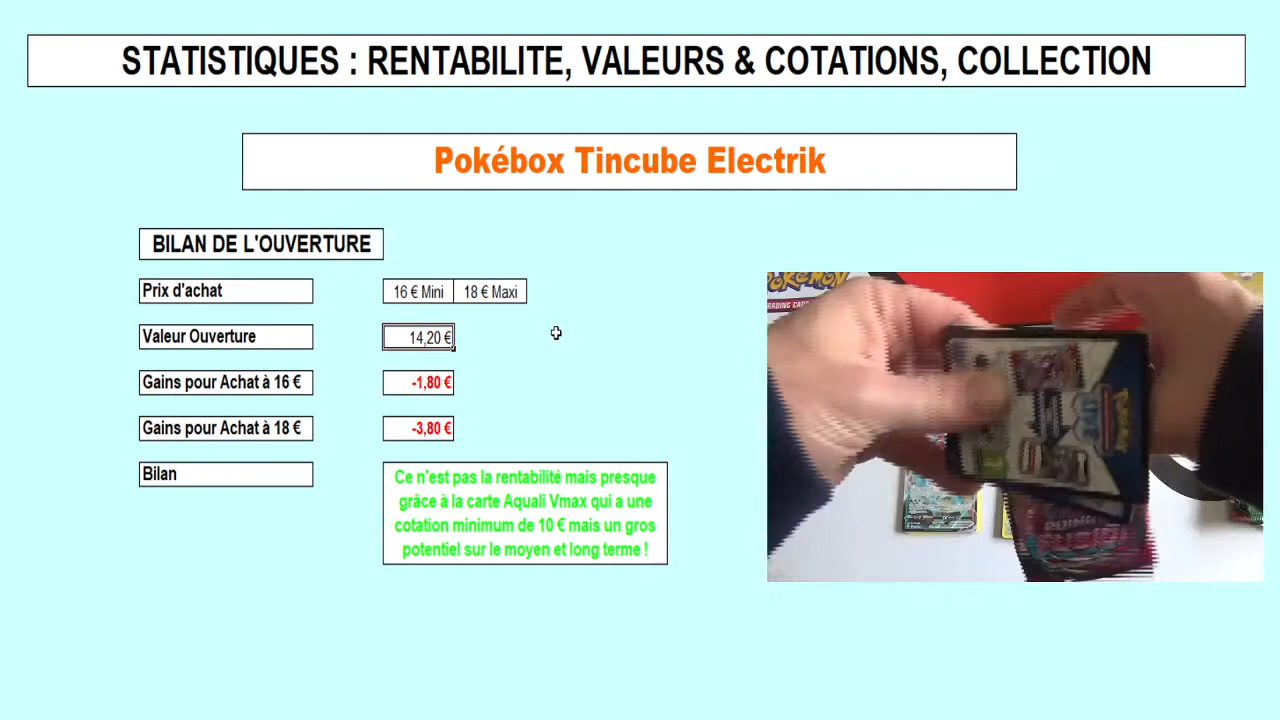 STATISTIQUES : RENTABILITE, VALEURS & COTATIONS, COLLECTION
Pokébox Tincube Electrik
BILAN DE L'OUVERTURE
Prix d'achat
16 € Mini
18 € Maxi
Valeur Ouverture
14,20 €
Gains pour Achat à 16 €
-1,80 €
Gains pour Achat à 18 €
-3,80 €
Bilan
Ce n'est pas la rentabilité mais presque
grâce à la carte Aquali Vmax qui a une
cotation minimum de 10 € mais un gros
potentiel sur le moyen et long terme !
POKéMON